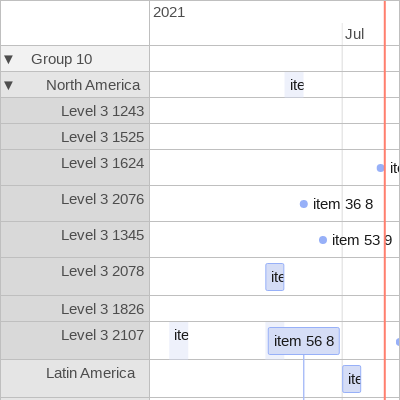 2021
Jul
▼ Group 10
▼ North America ite
Level 3 1243
Level 3 1525
Level 3 1624 ite
Level 3 2076 item 36 8
Level 3 1345 item 53 9
Level 3 2078 ite
Level 3 1826
Level 3 2107 ite item 56 8
Latin America ite